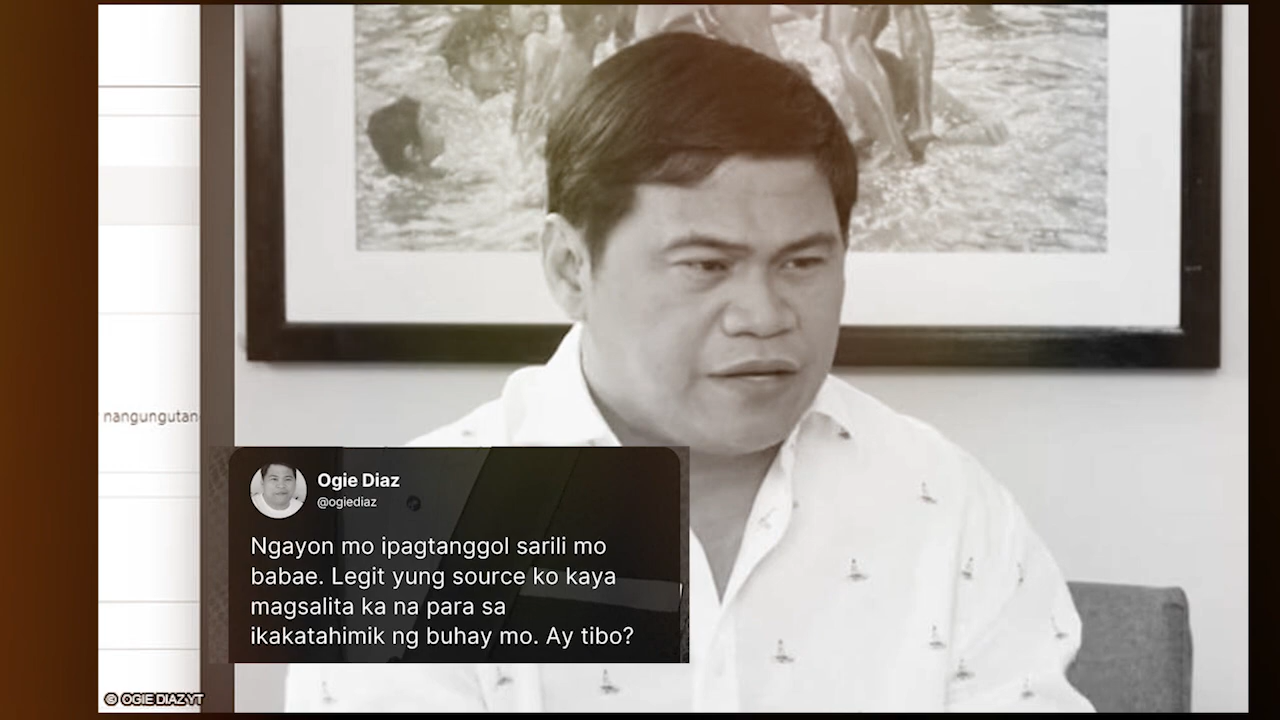 nangungutan
Ogie Diaz
@ogiediaz
Ngayon mo ipagtanggol sarili mo
babae. Legit yung source ko kaya
magsalita ka na para sa
ikakatahimik ng buhay mo. Ay tibo?
© OGIE DIAZ YT